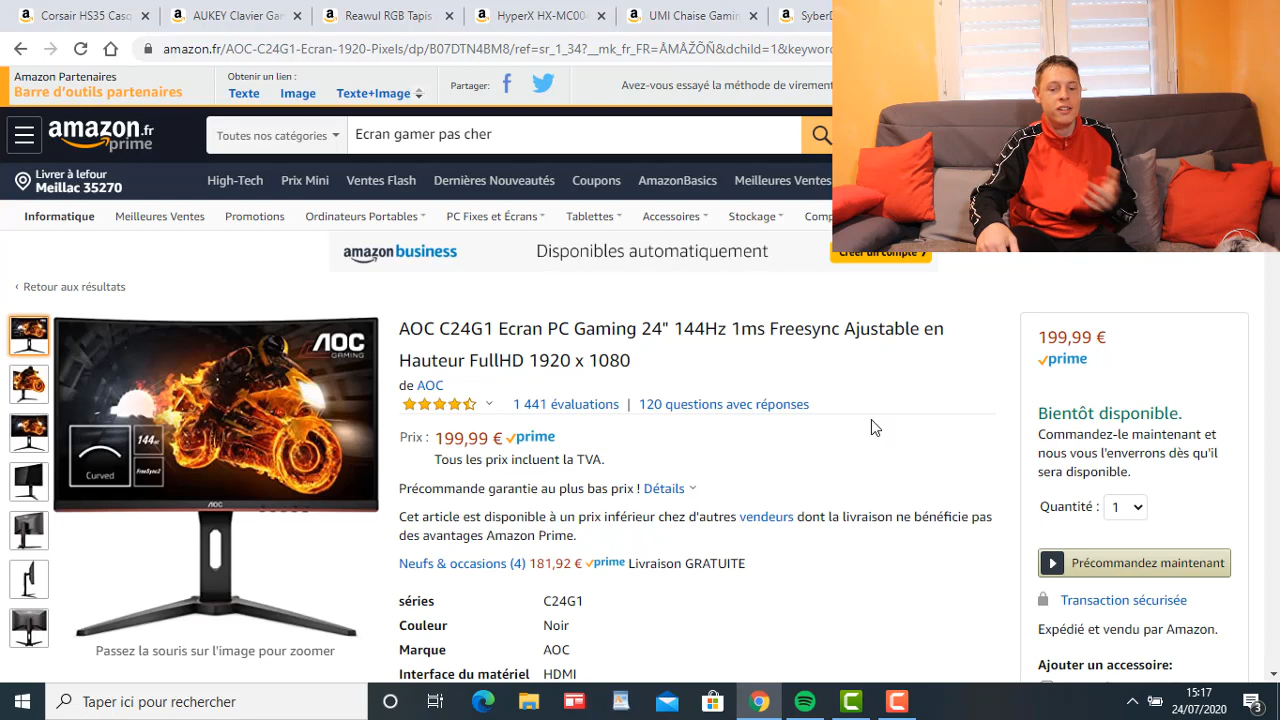 Corsair HS35 Casq
AUKEY Clavier Gam
Reawul RGB Tapis
HyperX HX-MC00
UMI Chaise Gamin
SyberD
amazon.fr/AOC-C24G1-Ecran-1920-Pixels/dp/B07DTN4BM8/ref=sr_1_34?__mk_fr_FR=ÅMÅŽÕÑ&dchild=1&keywor
Amazon Partenaires
Barre d'outils partenaires
Obtenir un lien :
Texte Image Texte+Image
Partager:
Avez-vous essayé la méthode de virement
amazon.fr
prime
Toutes nos catégories
Ecran gamer pas cher
Livrer à lefour
Meillac 35270
High-Tech Prix Mini Ventes Flash Dernières Nouveautés Coupons AmazonBasics Meilleures Ventes
Informatique Meilleures Ventes Promotions Ordinateurs Portables PC Fixes et Écrans Tablettes Accessoires Stockage Comp
amazon business
Disponibles automatiquement
Créer un compte
‹ Retour aux résultats
AOC
GAMING
Curved
144Hz
FreeSync2
AOC
Passez la souris sur l'image pour zoomer
AOC C24G1 Ecran PC Gaming 24" 144Hz 1ms Freesync Ajustable en
Hauteur FullHD 1920 x 1080
de AOC
1 441 évaluations | 120 questions avec réponses
Prix : 199,99 € prime
Tous les prix incluent la TVA.
Précommande garantie au plus bas prix ! Détails
Cet article est disponible à un prix inférieur chez d'autres vendeurs dont la livraison ne bénéficie pas
des avantages Amazon Prime.
Neufs & occasions (4) 181,92 € prime Livraison GRATUITE
séries C24G1
Couleur Noir
Marque AOC
Interface du matériel HDMI
199,99 €
prime
Bientôt disponible.
Commandez-le maintenant et
nous vous l'enverrons dès qu'il
sera disponible.
Quantité : 1
Précommandez maintenant
Transaction sécurisée
Expédié et vendu par Amazon.
Ajouter un accessoire:
Taper ici pour rechercher
15:17
24/07/2020
3